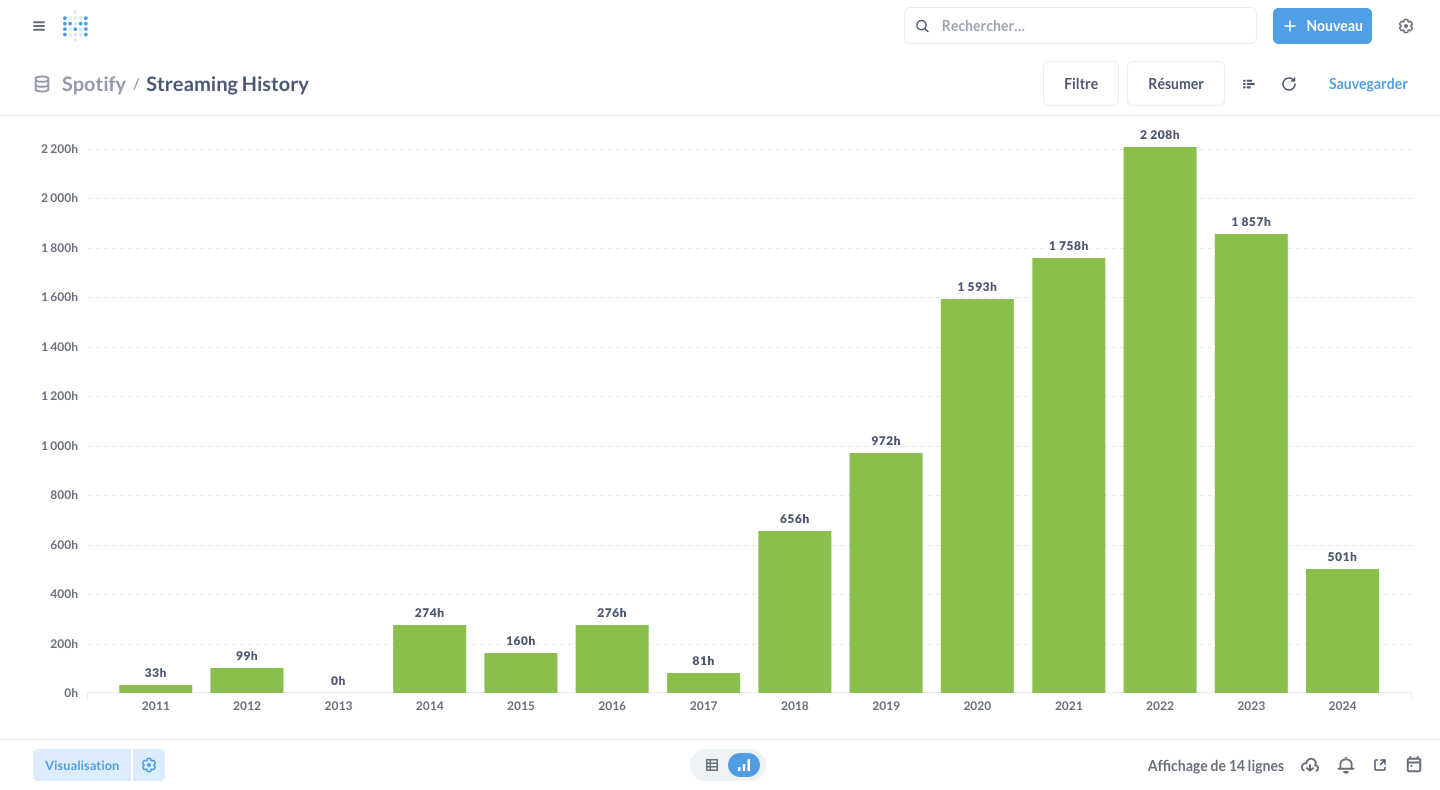 Rechercher...
Nouveau
Spotify / Streaming History
Filtre
Résumer
Sauvegarder
2 200h
2 000h
1 800h
1 600h
1 400h
1 200h
1 000h
800h
600h
400h
200h
0h
33h
99h
0h
274h
160h
276h
81h
656h
972h
1 593h
1 758h
2 208h
1 857h
501h
2011 2012 2013 2014 2015 2016 2017 2018 2019 2020 2021 2022 2023 2024
Visualisation
Affichage de 14 lignes